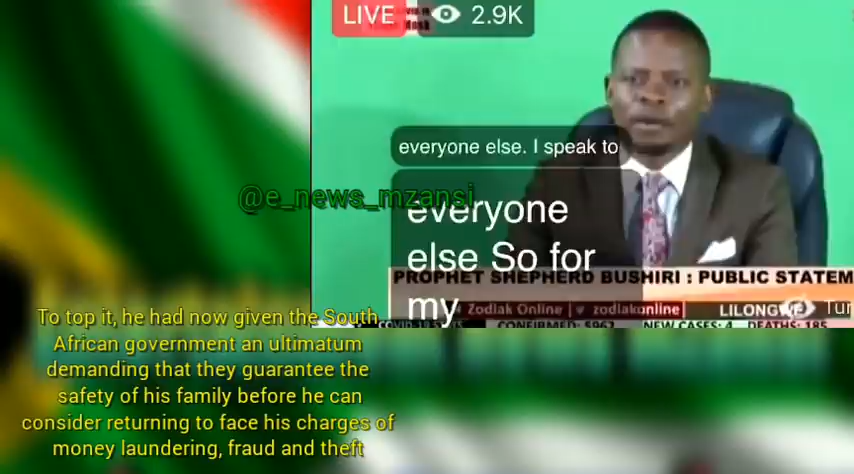 LIVE 2.9K
everyone else. I speak to
@e_news_mzansi
everyone
else So for
my
PROPHET SHEPHERD BUSHIRI : PUBLIC STATEM
Zodiak Online zodiakonline LILONGWE
CONFIRMED: 5962 NEW CASES: 4 DEATHS: 185
To top it, he had now given the South
African government an ultimatum
demanding that they guarantee the
safety of his family before he can
consider returning to face his charges of
money laundering, fraud and theft